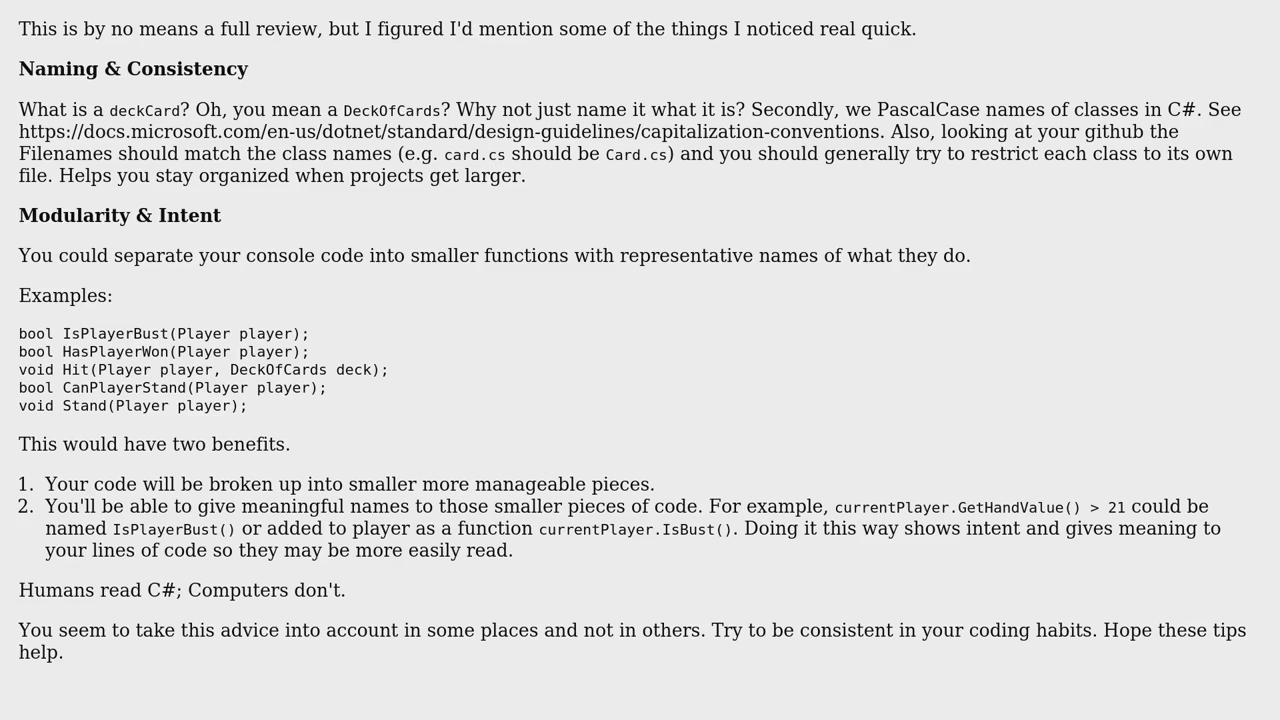 This is by no means a full review, but I figured I'd mention some of the things I noticed real quick.
Naming & Consistency
What is a deckCard? Oh, you mean a DeckOfCards? Why not just name it what it is? Secondly, we PascalCase names of classes in C#. See
https://docs.microsoft.com/en-us/dotnet/standard/design-guidelines/capitalization-conventions. Also, looking at your github the
Filenames should match the class names (e.g. card.cs should be Card.cs) and you should generally try to restrict each class to its own
file. Helps you stay organized when projects get larger.
Modularity & Intent
You could separate your console code into smaller functions with representative names of what they do.
Examples:
bool IsPlayerBust(Player player);
bool HasPlayerWon(Player player);
void Hit(Player player, DeckOfCards deck);
bool CanPlayerStand(Player player);
void Stand(Player player);
This would have two benefits.
1. Your code will be broken up into smaller more manageable pieces.
2. You'll be able to give meaningful names to those smaller pieces of code. For example, currentPlayer.GetHandValue() > 21 could be
named IsPlayerBust() or added to player as a function currentPlayer.IsBust(). Doing it this way shows intent and gives meaning to
your lines of code so they may be more easily read.
Humans read C#; Computers don't.
You seem to take this advice into account in some places and not in others. Try to be consistent in your coding habits. Hope these tips
help.